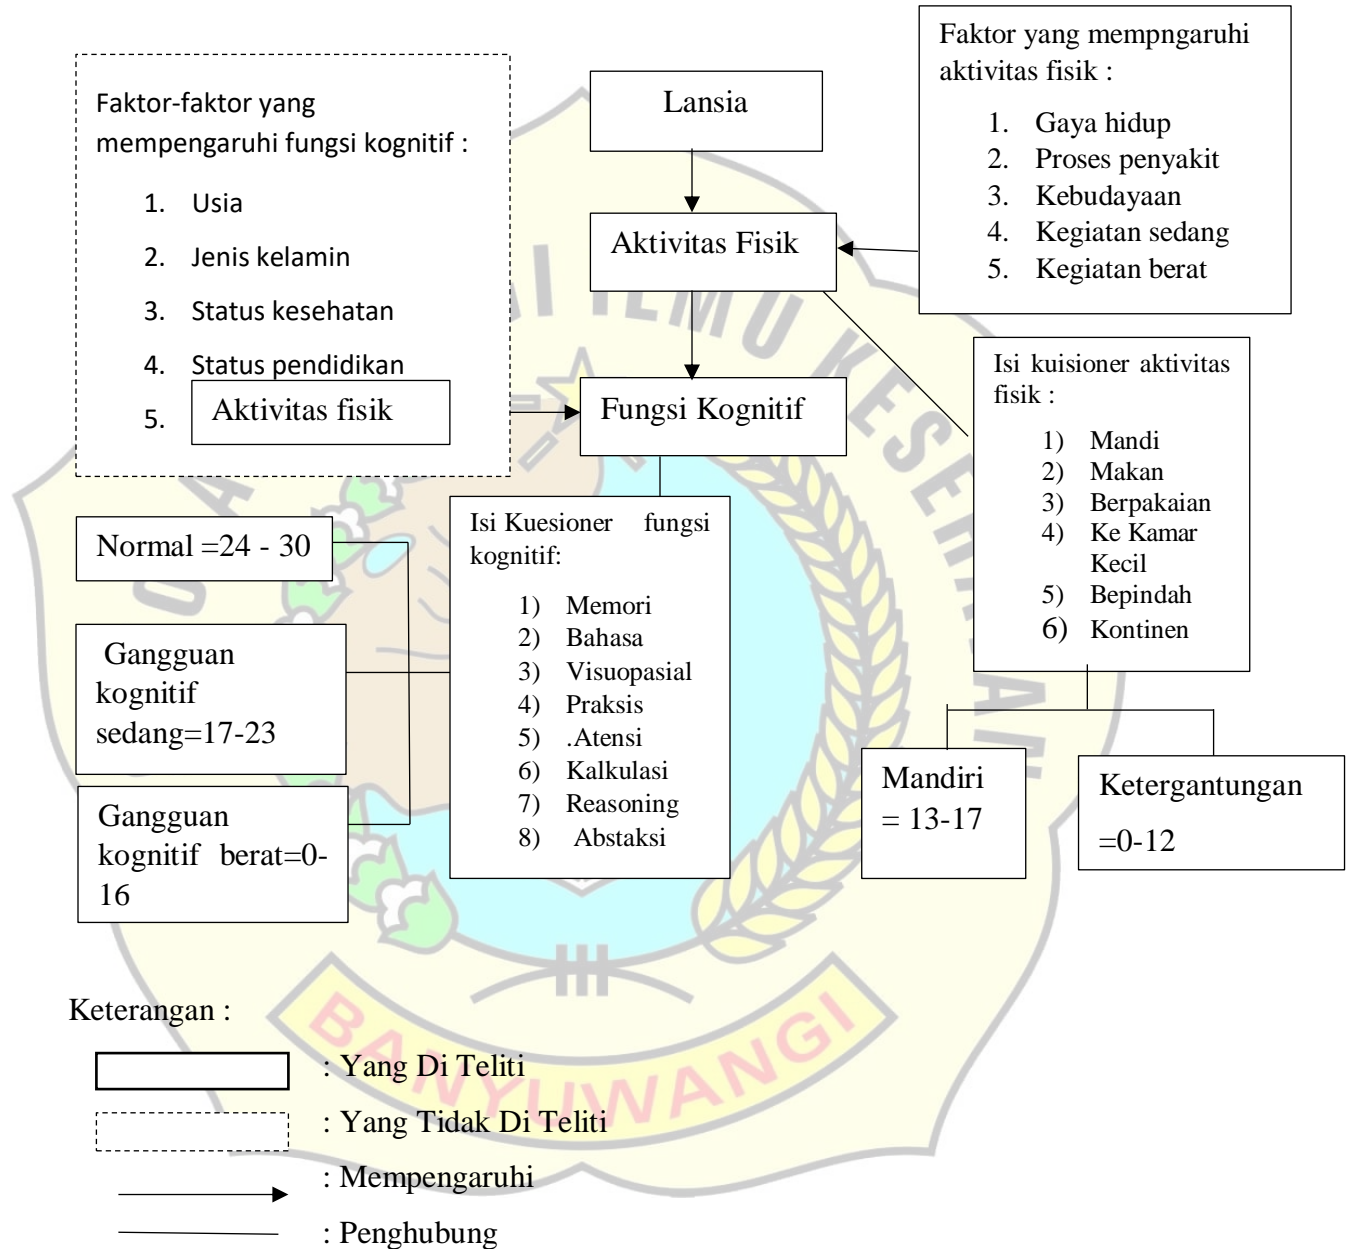 Faktor yang mempngaruhi
aktivitas fisik :
1. Gaya hidup
2. Proses penyakit
3. Kebudayaan
4. Kegiatan sedang
5. Kegiatan berat
Faktor-faktor yang
mempengaruhi fungsi kognitif :
1. Usia
2. Jenis kelamin
3. Status kesehatan
4. Status pendidikan
5. Aktivitas fisik
Lansia
Aktivitas Fisik
Fungsi Kognitif
Isi kuisioner aktivitas
fisik :
1) Mandi
2) Makan
3) Berpakaian
4) Ke Kamar
Kecil
5) Bepindah
6) Kontinen
Normal =24 - 30
Gangguan
kognitif
sedang=17-23
Gangguan
kognitif berat=0-
16
Isi Kuesioner fungsi
kognitif:
1) Memori
2) Bahasa
3) Visuopasial
4) Praksis
5) .Atensi
6) Kalkulasi
7) Reasoning
8) Abstaksi
Mandiri
= 13-17
Ketergantungan
=0-12
Keterangan :
: Yang Di Teliti
: Yang Tidak Di Teliti
: Mempengaruhi
: Penghubung
ILMU KESEHATAN
BANYUWANGI